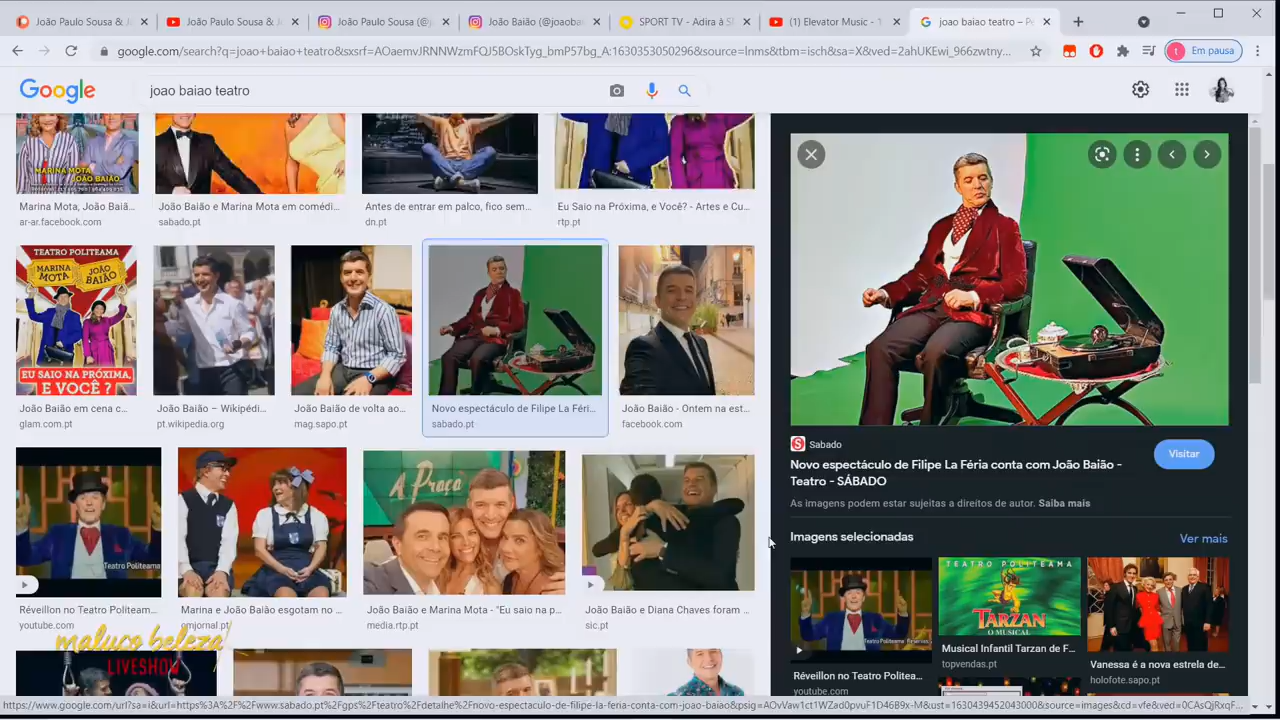 João Paulo Sousa &
João Paulo Sousa &
João Paulo Sousa (@j
João Baião (@joaobai
SPORT TV - Adira a S
(1) Elevator Music -
joao baiao teatro – Pe
google.com/search?q=joao+baiao+teatro&sxsrf=AOaemvJRNNWzmFQJ5BOskTyg_bmP57bg_A:1630353050296&source=lnms&tbm=isch&sa=X&ved=2ahUKEwi_966zwtny...
t Em pausa
Google
joao baiao teatro
MARINA MOTA, JOÃO BAIÃO
Marina Mota, João Baiã...
ar-ar.facebook.com
João Baião e Marina Mota em comédi...
sabado.pt
Antes de entrar em palco, fico sem...
dn.pt
Eu Saio na Próxima, e Você? - Artes e Cu...
rtp.pt
TEATRO POLITEAMA
MARINA MOTA
JOÃO BAIÃO
EU SAIO NA PRÓXIMA,
E VOCÊ ?
João Baião em cena c...
glam.com.pt
João Baião – Wikipédi...
pt.wikipedia.org
João Baião de volta ao...
mag.sapo.pt
Novo espectáculo de Filipe La Féri...
sabado.pt
João Baião - Ontem na est...
facebook.com
Sabado
Visitar
Novo espectáculo de Filipe La Féria conta com João Baião -
Teatro - SÁBADO
As imagens podem estar sujeitas a direitos de autor. Saiba mais
Imagens selecionadas
Ver mais
Teatro Politeama
A Praça
Réveillon no Teatro Politeam...
youtube.com
Marina e João Baião esgotam no ...
omjornal.pt
João Baião e Marina Mota - "Eu saio na p...
media.rtp.pt
João Baião e Diana Chaves foram ...
sic.pt
Teatro Politeama
TEATRO POLITEAMA
TARZAN
O MUSICAL
Réveillon no Teatro Politea...
youtube.com
Musical Infantil Tarzan de F...
topvendas.pt
Vanessa é a nova estrela de...
holofote.sapo.pt
maluco beleza!
LIVESHOW